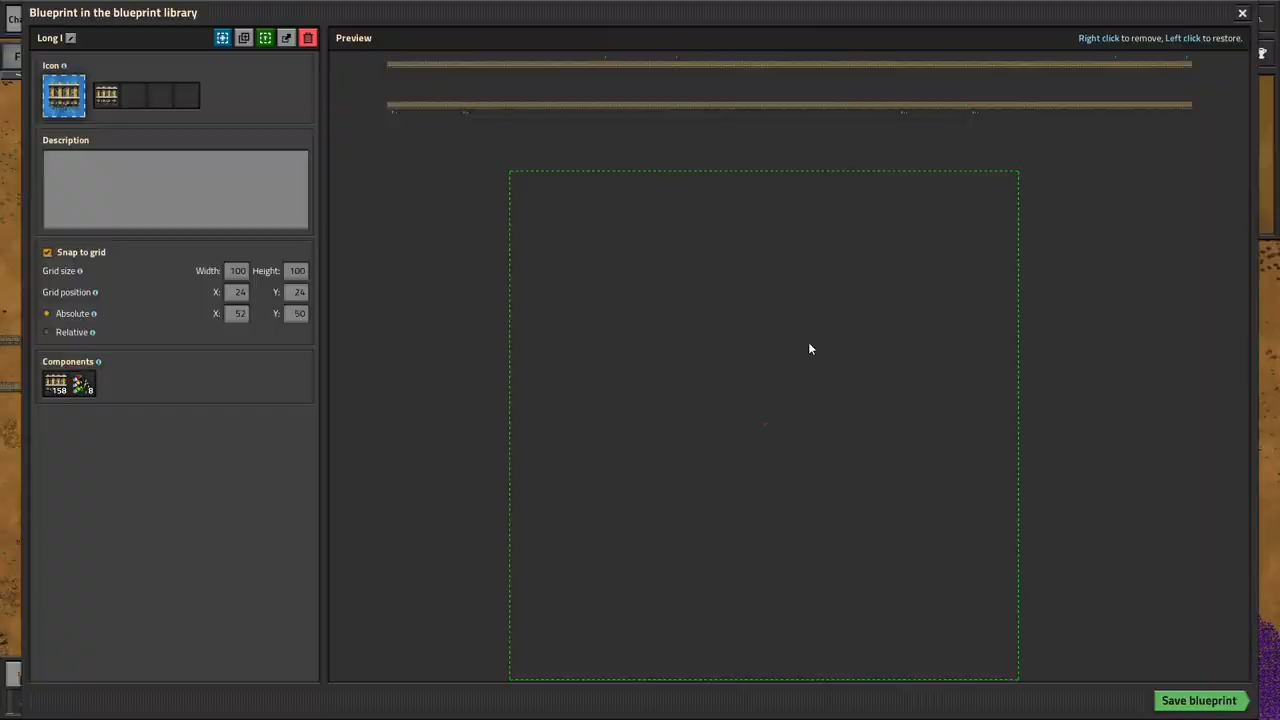 Blueprint in the blueprint library
Long I
Preview
Right click to remove, Left click to restore.
Icon
Description
Snap to grid
Grid size Width: 100 Height: 100
Grid position X: 24 Y: 24
Absolute X: 52 Y: 50
Relative
Components
158 8
Save blueprint